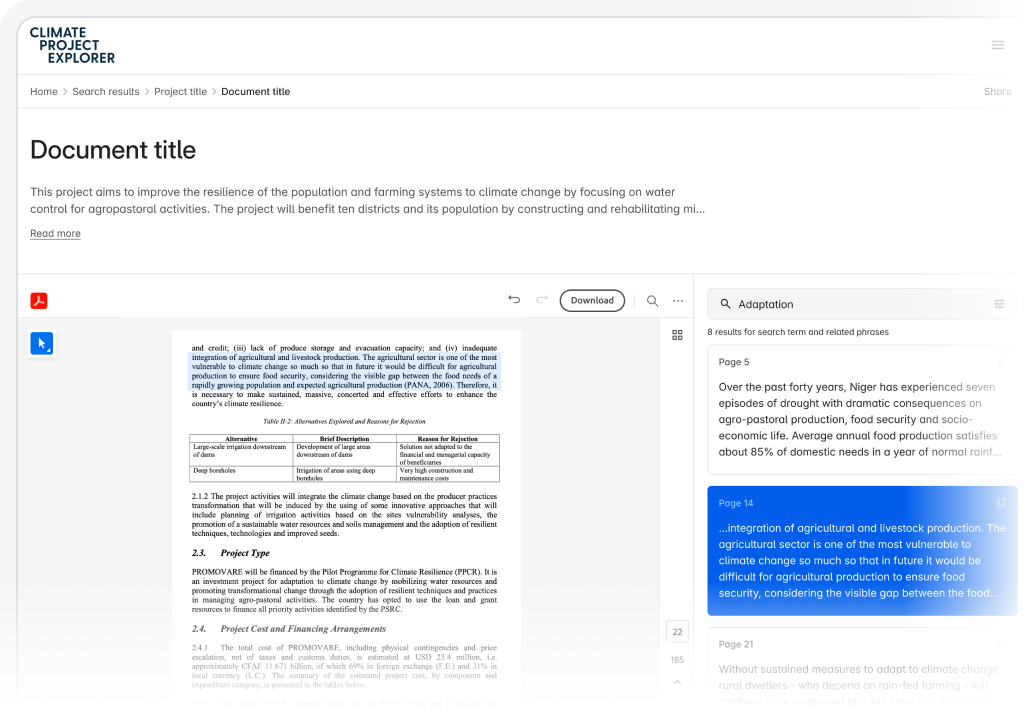 CLIMATE
PROJECT
EXPLORER
Home > Search results > Project title > Document title
Share
Document title
This project aims to improve the resilience of the population and farming systems to climate change by focusing on water
control for agropastoral activities. The project will benefit ten districts and its population by constructing and rehabilitating mi...
Read more
Download
and credit; (iii) lack of produce storage and evacuation capacity; and (iv) inadequate
integration of agricultural and livestock production. The agricultural sector is one of the most
vulnerable to climate change so much so that in future it would be difficult for agricultural
production to ensure food security, considering the visible gap between the food needs of a
rapidly growing population and expected agricultural production (PANA, 2006). Therefore, it
is necessary to make sustained, massive, concerted and effective efforts to enhance the
country's climate resilience.
Table II-2: Alternatives Explored and Reasons for Rejection
Alternative Brief Description Reason for Rejection
Large-scale irrigation downstream
of dams
Development of large areas
downstream of dams
Solution not adapted to the
financial and managerial capacity
of beneficiaries
Deep boreholes
Irrigation of areas using deep
boreholes
Very high construction and
maintenance costs
2.1.2 The project activities will integrate the climate change based on the producer practices
transformation that will be induced by the using of some innovative approaches that will
include planning of irrigation activities based on the sites vulnerability analyses, the
promotion of a sustainable water resources and soils management and the adoption of resilient
techniques, technologies and improved seeds.
2.3. Project Type
PROMOVARE will be financed by the Pilot Programme for Climate Resilience (PPCR). It is
an investment project for adaptation to climate change by mobilizing water resources and
promoting transformational change through the adoption of resilient techniques and practices
in managing agro-pastoral activities. The country has opted to use the loan and grant
resources to finance all priority activities identified by the PSRC.
2.4. Project Cost and Financing Arrangements
2.4.1 The total cost of PROMOVARE, including physical contingencies and price
escalation, net of taxes and customs duties, is estimated at USD 23.4 million, i.e.
approximately CFAF 11.671 billion, of which 69% in foreign exchange (F.E.) and 31% in
local currency (L.C.). The summary of the estimated project cost, by component and
expenditure category, is presented in the tables below.
22
185
Adaptation
8 results for search term and related phrases
Page 5
Over the past forty years, Niger has experienced seven
episodes of drought with dramatic consequences on
agro-pastoral production, food security and socio-
economic life. Average annual food production satisfies
about 85% of domestic needs in a year of normal rainf...
Page 14
...integration of agricultural and livestock production. The
agricultural sector is one of the most vulnerable to
climate change so much so that in future it would be
difficult for agricultural production to ensure food
security, considering the visible gap between the food...
Page 21
Without sustained measures to adapt to climate change,
rural dwellers – who depend on rain-fed farming – will
continue to be weakened and will have no